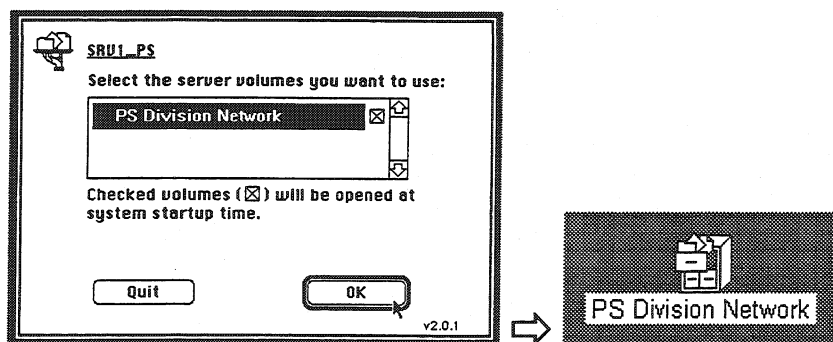 SRV1_PS
Select the server volumes you want to use:
PS Division Network
Checked volumes (☒) will be opened at
system startup time.
Quit
OK
v2.0.1
PS Division Network